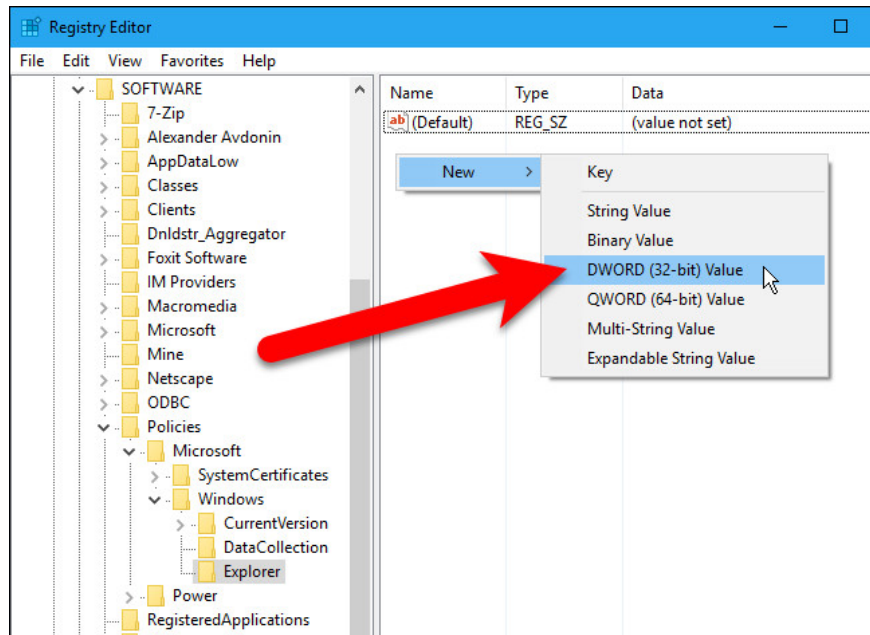 Registry Editor
File Edit View Favorites Help
SOFTWARE
7-Zip
Alexander Avdonin
AppDataLow
Classes
Clients
Dnldstr_Aggregator
Foxit Software
IM Providers
Macromedia
Microsoft
Mine
Netscape
ODBC
Policies
Microsoft
SystemCertificates
Windows
CurrentVersion
DataCollection
Explorer
Power
RegisteredApplications
Name Type Data
ab (Default) REG_SZ (value not set)
New
Key
String Value
Binary Value
DWORD (32-bit) Value
QWORD (64-bit) Value
Multi-String Value
Expandable String Value